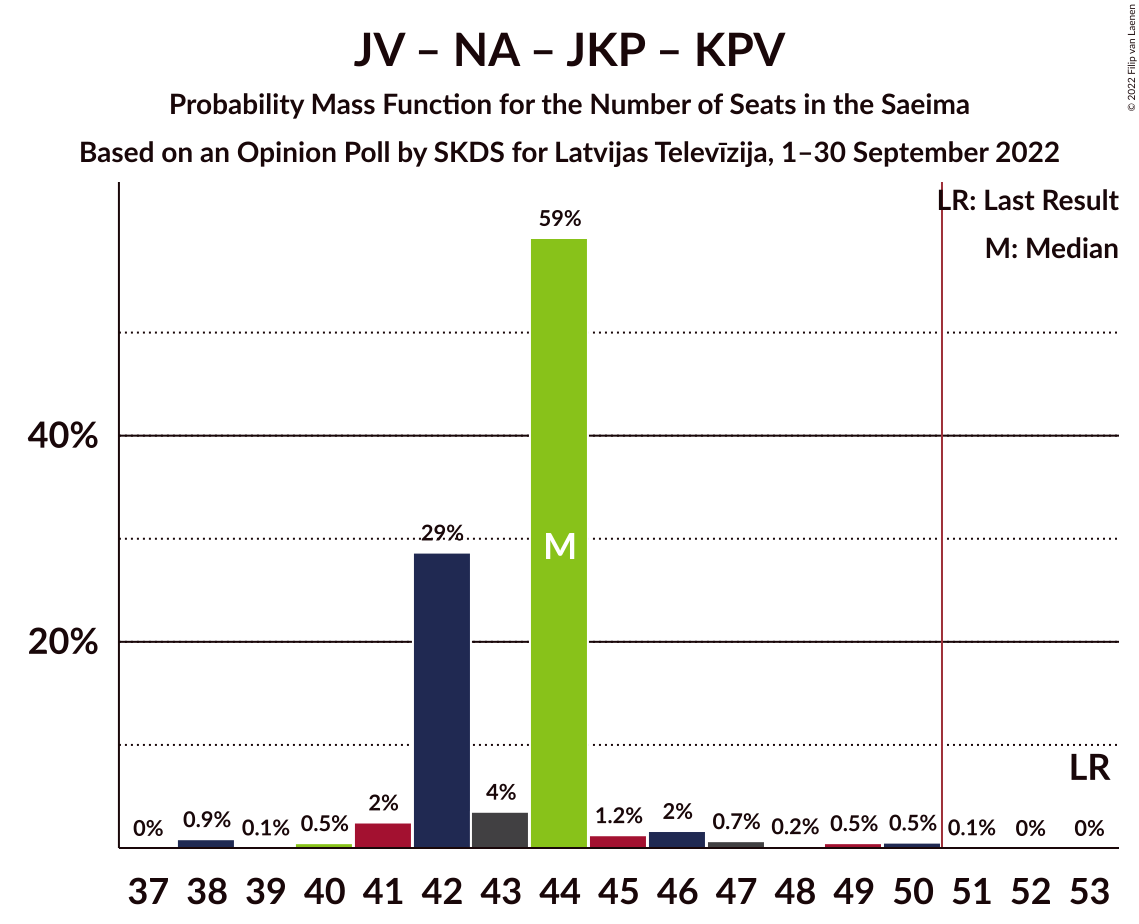 JV – NA – JKP – KPV
Probability Mass Function for the Number of Seats in the Saeima
Based on an Opinion Poll by SKDS for Latvijas Televīzija, 1–30 September 2022
© 2022 Filip van Laenen
LR: Last Result
M: Median
59%
40%
29%
M
20%
LR
0% 0.9% 0.1% 0.5% 2% 4% 1.2% 2% 0.7% 0.2% 0.5% 0.5% 0.1% 0% 0%
37 38 39 40 41 42 43 44 45 46 47 48 49 50 51 52 53